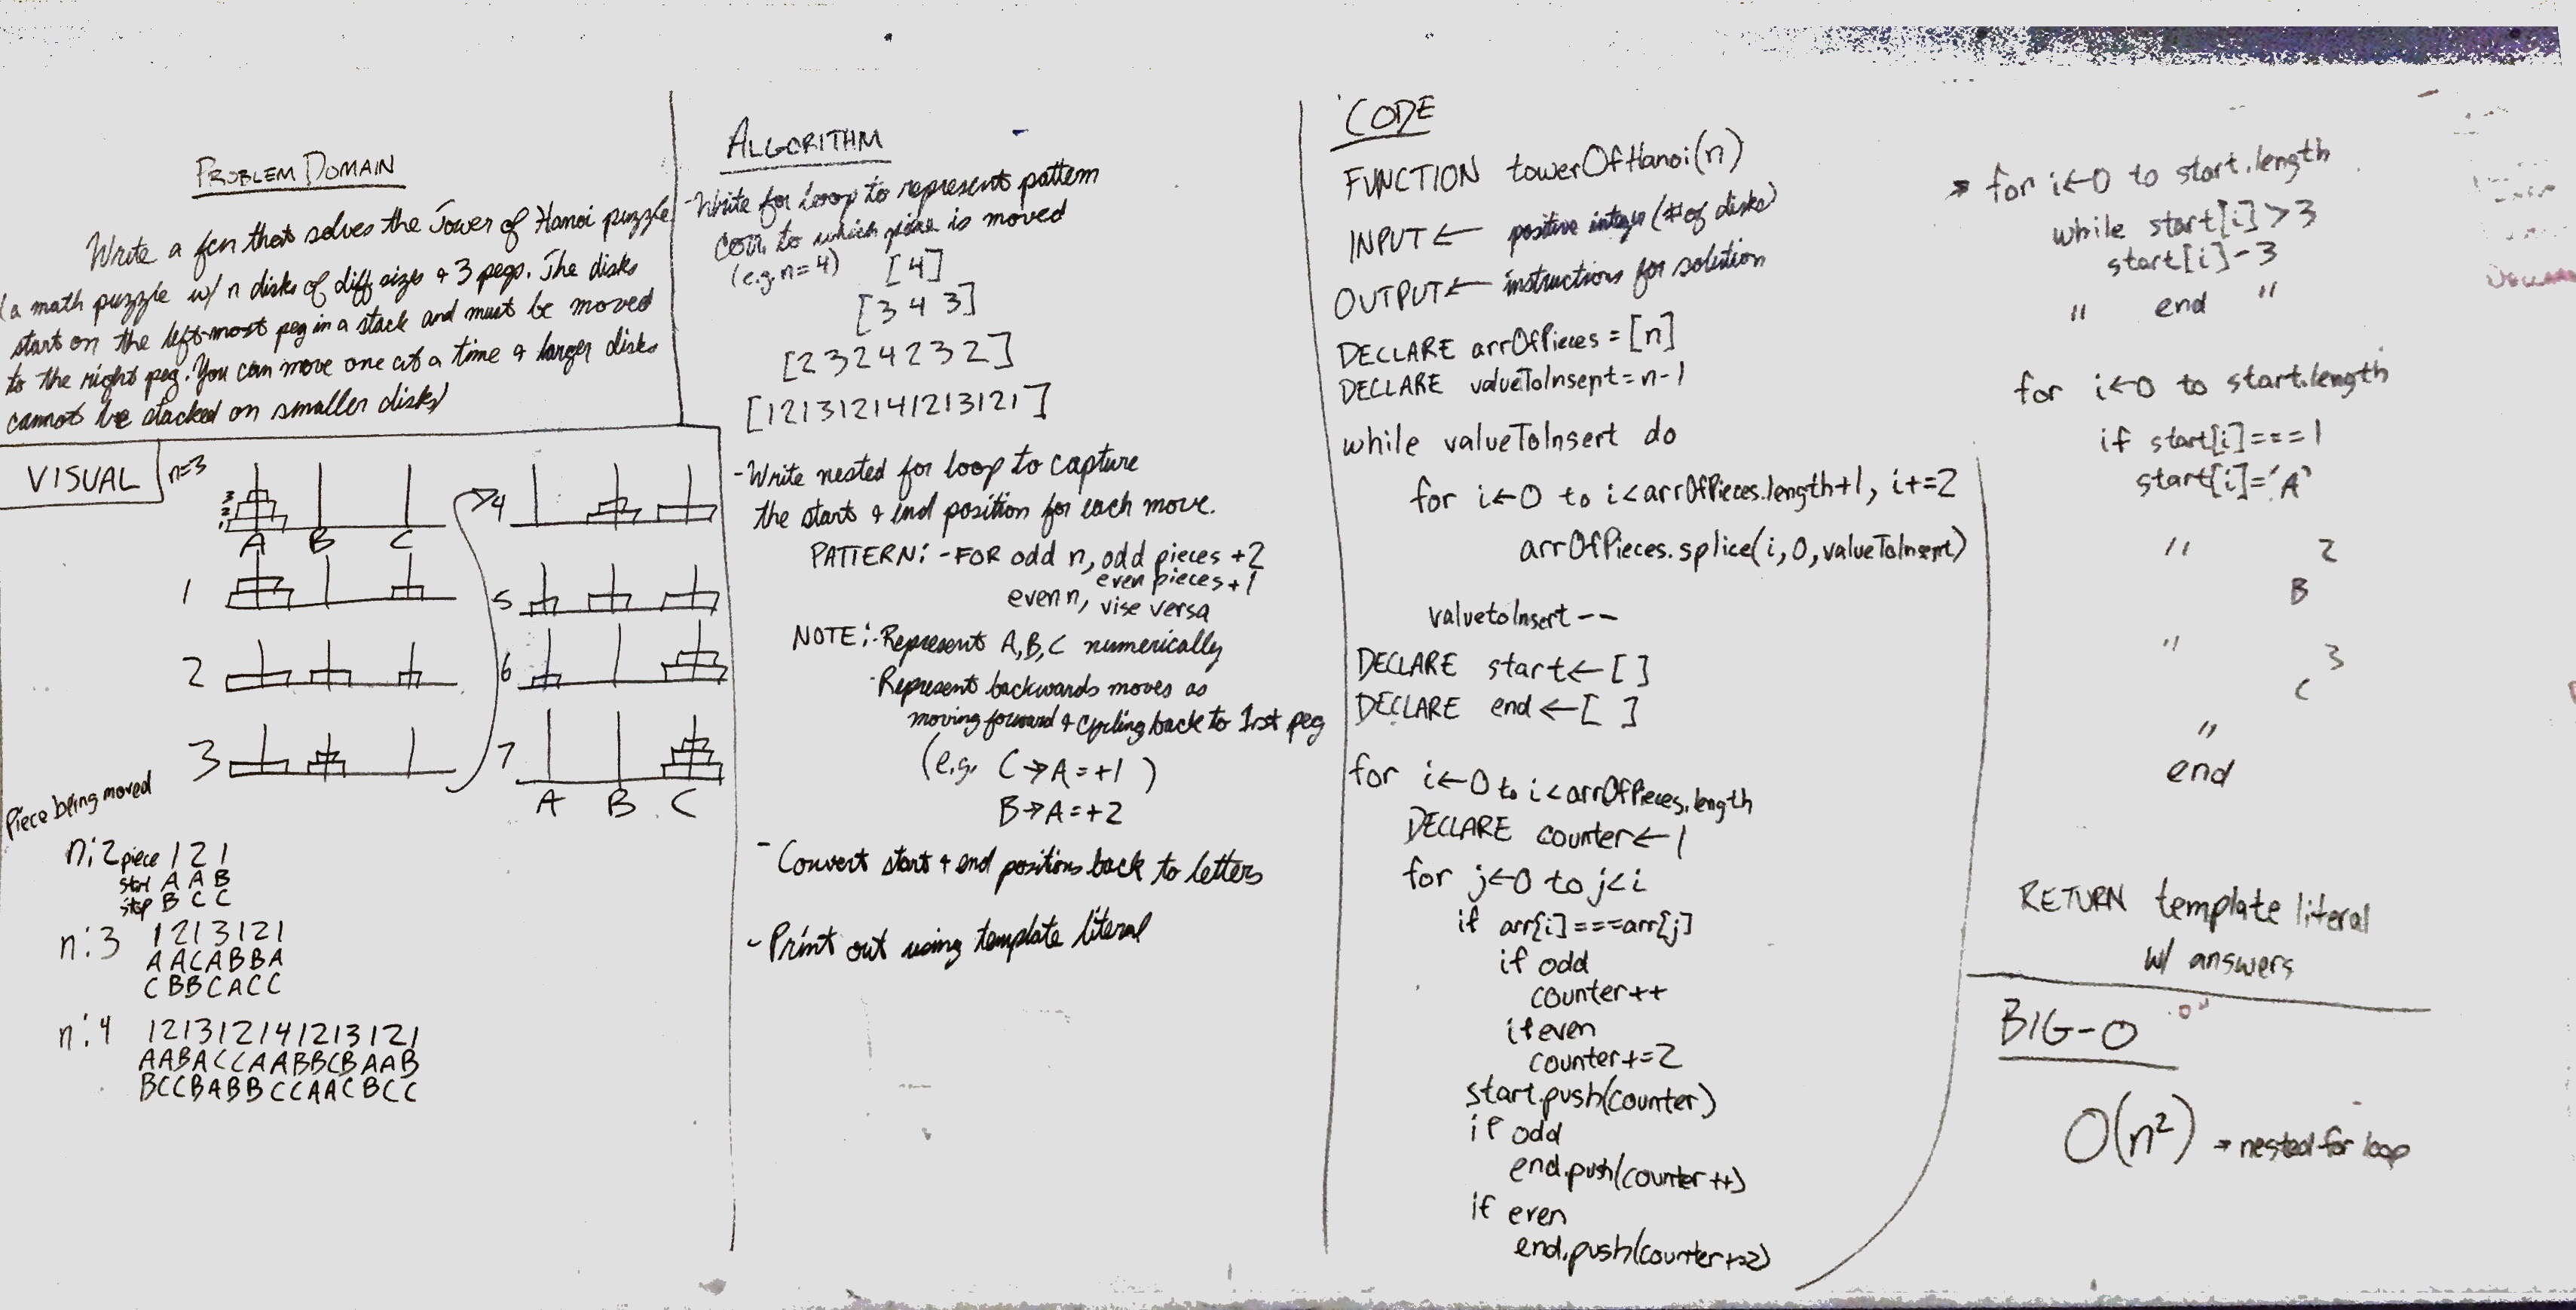 PROBLEM DOMAIN
Write a fcn that solves the Tower of Hanoi puzzle
(a math puzzle w/ n disks of diff sizes & 3 pegs. The disks
start on the left-most peg in a stack and must be moved
to the right peg. You can move one at a time & larger disks
cannot be stacked on smaller disks)
VISUAL
n=3
3
2
1
A B C
1
2
3
4
5
6
7
A B C
Piece being moved
n:2 piece 1 2 1
start A A B
stop B C C
n:3 1213121
AACABBA
CBBCACC
n:4 121312141213121
AABACCAABBCBAAB
BCCBABBCCAACBCC
ALGORITHM
-Write for loop to represent pattern
corr. to which piece is moved
(e.g. n=4) [4]
[3 4 3]
[2 3 2 4 2 3 2]
[121312141213121]
-Write nested for loop to capture
the start & end position for each move.
PATTERN: -FOR odd n, odd pieces +2
even pieces +1
even n, vise versa
NOTE: -Represent A,B,C numerically
-Represent backwards moves as
moving forward & cycling back to 1rst peg
(e.g. C→A=+1 )
B→A=+2
- Convert start & end positions back to letters
- Print out using template literal
CODE
FUNCTION towerOfHanoi(n)
INPUT ← positive integer (# of disks)
OUTPUT ← instructions for solution
DECLARE arrOfPieces = [n]
DECLARE valueToInsept = n-1
while valueToInsert do
for i←0 to i<arrOfPieces.length+1, i+=2
arrOfPieces.splice(i,0,valueToInsert)
valuetoInsert--
DECLARE start ← [ ]
DECLARE end ← [ ]
for i←0 to i<arrOfPieces.length
DECLARE counter ← 1
for j←0 to j<i
if arr[i]===arr[j]
if odd
counter++
if even
counter+=2
start.push(counter)
if odd
end.push(counter++)
if even
end.push(counter+=2)
→ for i←0 to start.length
while start[i]>3
start[i]-3
" end "
for i←0 to start.length
if start[i]===1
start[i]='A'
" 2
B
" 3
C
"
end
RETURN template literal
w/ answers
BIG-O
O(n²) → nested for loop